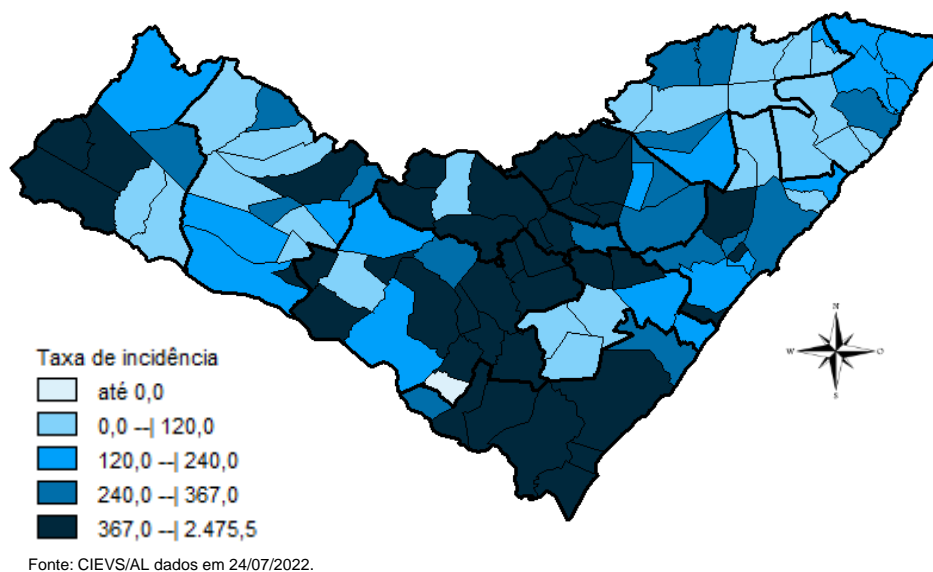 N
W
O
S
Taxa de incidência
até 0,0
0,0 --| 120,0
120,0 --| 240,0
240,0 --| 367,0
367,0 --| 2.475,5
Fonte: CIEVS/AL dados em 24/07/2022.